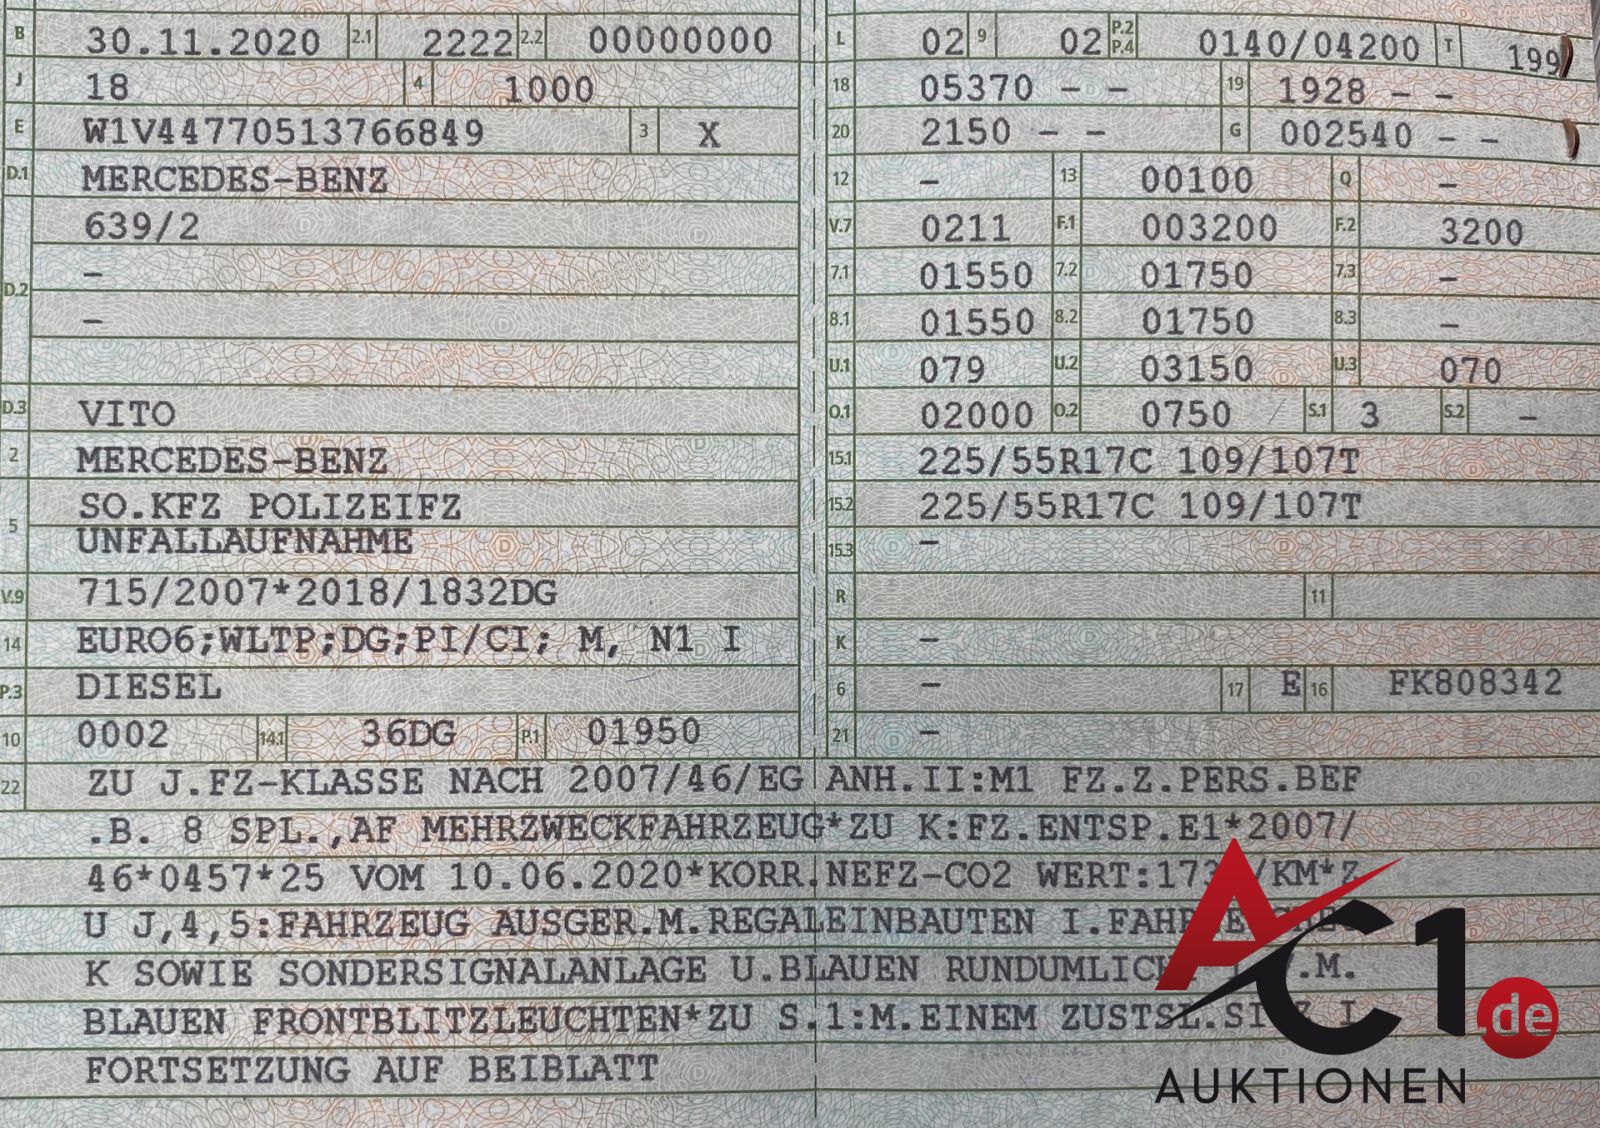 B 30.11.2020 2.1 2222 2.2 00000000
J 18 4 1000
E W1V44770513766849 3 X
D.1 MERCEDES-BENZ
639/2
D.2 –
–
D.3 VITO
2 MERCEDES-BENZ
SO.KFZ POLIZEIFZ
5 UNFALLAUFNAHME
V.9 715/2007*2018/1832DG
14 EURO6;WLTP;DG;PI/CI; M, N1 I
P.3 DIESEL
10 0002 14.1 36DG P.1 01950
L 02 9 02 P.2 P.4 0140/04200 T 199
18 05370 – – 19 1928 – –
20 2150 – – G 002540 – –
12 – 13 00100 Q –
V.7 0211 F.1 003200 F.2 3200
7.1 01550 7.2 01750 7.3 –
8.1 01550 8.2 01750 8.3 –
U.1 079 U.2 03150 U.3 070
O.1 02000 O.2 0750 S.1 3 S.2 –
15.1 225/55R17C 109/107T
15.2 225/55R17C 109/107T
15.3 –
R 11
K –
6 – 17 E 16 FK808342
21 –
22 ZU J.FZ-KLASSE NACH 2007/46/EG ANH.II:M1 FZ.Z.PERS.BEF
.B. 8 SPL.,AF MEHRZWECKFAHRZEUG*ZU K:FZ.ENTSP.E1*2007/
46*0457*25 VOM 10.06.2020*KORR.NEFZ-CO2 WERT:173 /KM*Z
U J,4,5:FAHRZEUG AUSGER.M.REGALEINBAUTEN I.
K SOWIE SONDERSIGNALANLAGE U.BLAUEN .M.
BLAUEN FRONTBLITZLEUCHTEN*ZU S.1:M.EINEM
FORTSETZUNG AUF BEIBLATT
AC1.de
AUKTIONEN